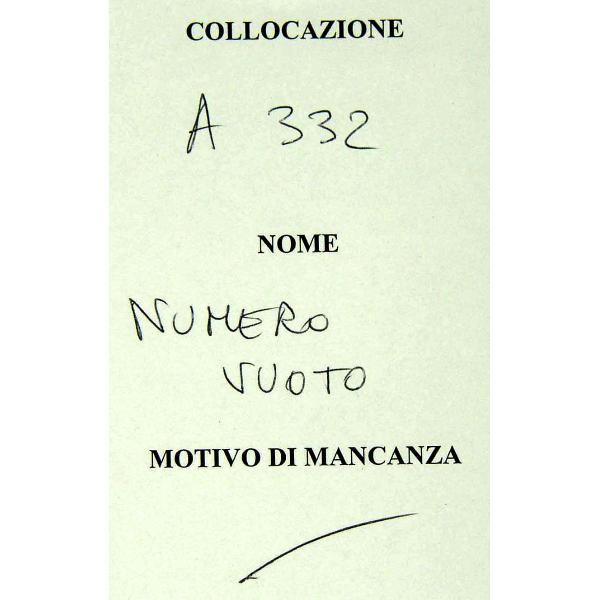 COLLOCAZIONE
A 332
NOME
NUMERO
VUOTO
MOTIVO DI MANCANZA